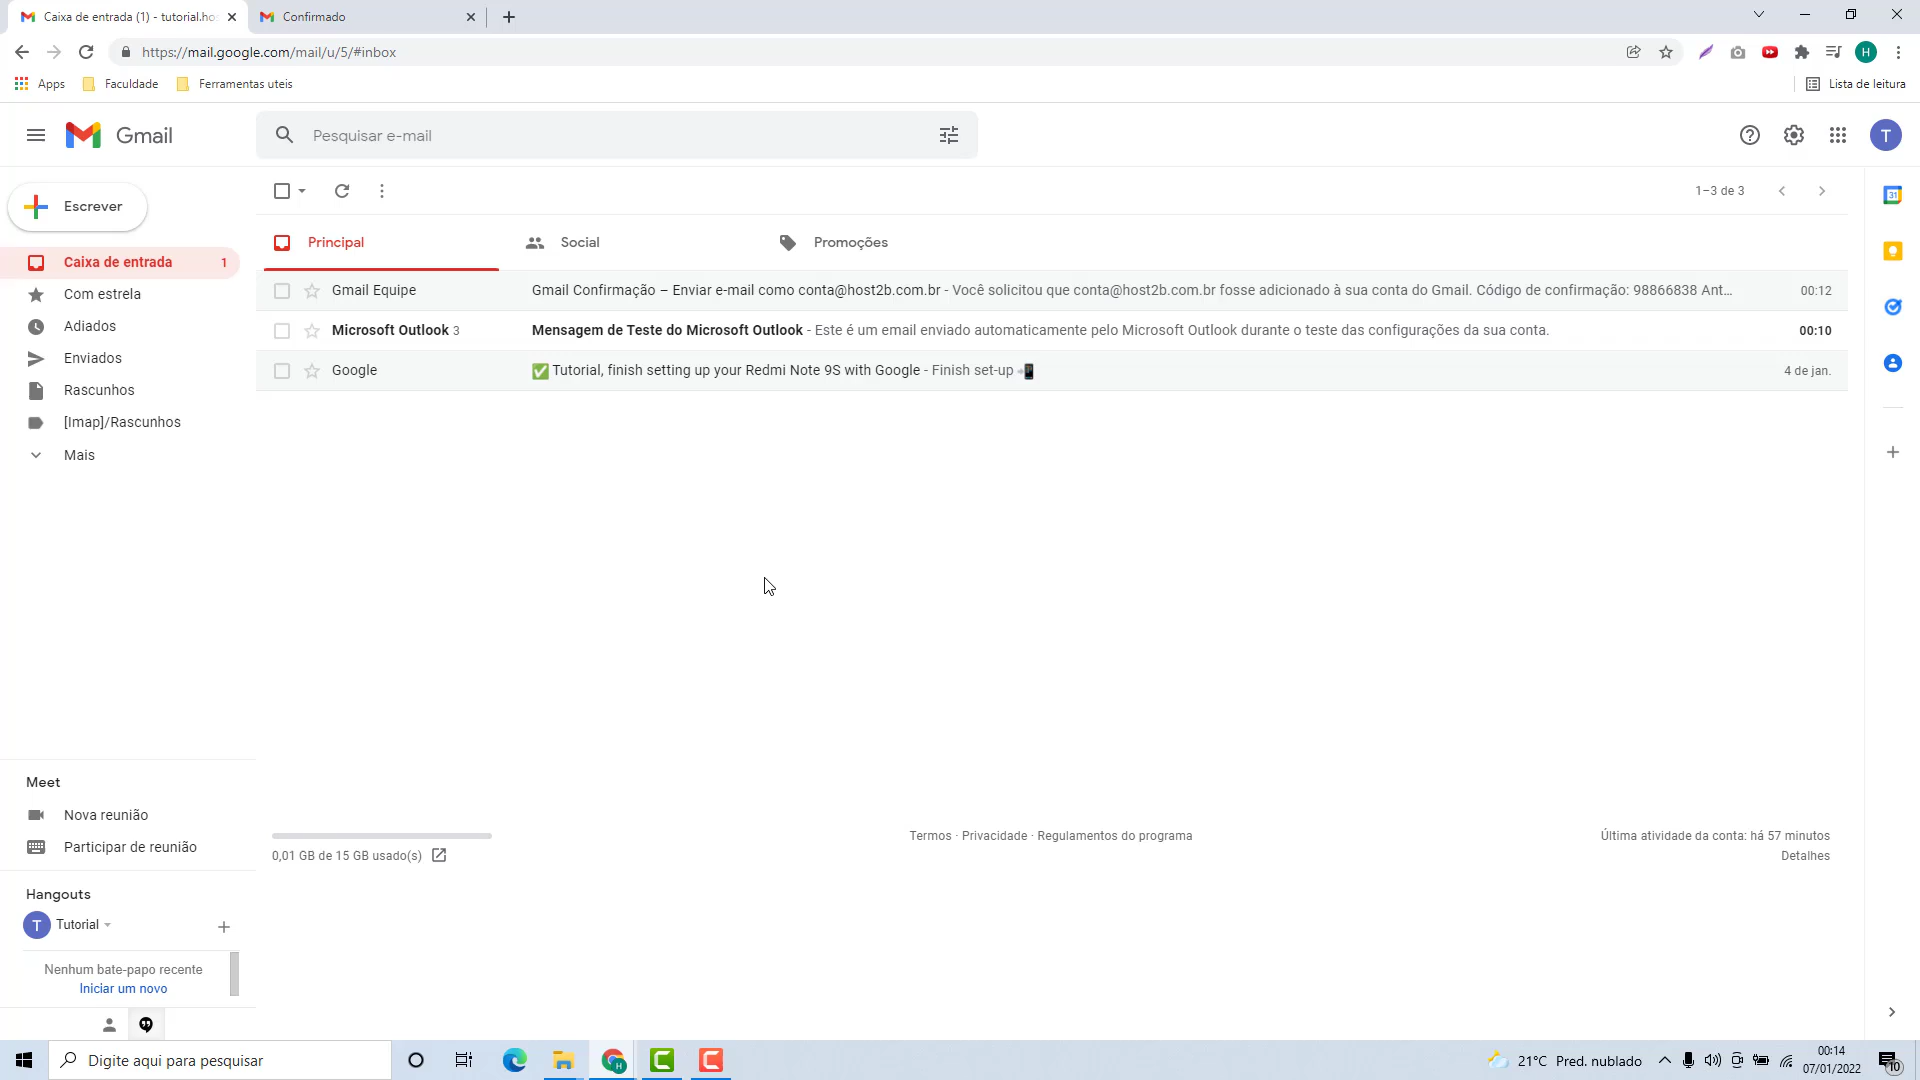 Caixa de entrada (1) - tutorial.ho
Confirmado
https://mail.google.com/mail/u/5/#inbox
H
Apps
Faculdade
Ferramentas uteis
Lista de leitura
Gmail
Pesquisar e-mail
T
Escrever
1–3 de 3
31
Principal
Social
Promoções
Caixa de entrada 1
Com estrela
Adiados
Enviados
Rascunhos
[Imap]/Rascunhos
Mais
Gmail Equipe Gmail Confirmação – Enviar e-mail como conta@host2b.com.br - Você solicitou que conta@host2b.com.br fosse adicionado à sua conta do Gmail. Código de confirmação: 98866838 Ant... 00:12
Microsoft Outlook 3 Mensagem de Teste do Microsoft Outlook - Este é um email enviado automaticamente pelo Microsoft Outlook durante o teste das configurações da sua conta. 00:10
Google ✅ Tutorial, finish setting up your Redmi Note 9S with Google - Finish set-up 📲 4 de jan.
Meet
Nova reunião
Participar de reunião
0,01 GB de 15 GB usado(s)
Termos · Privacidade · Regulamentos do programa
Última atividade da conta: há 57 minutos
Detalhes
Hangouts
T Tutorial
Nenhum bate-papo recente
Iniciar um novo
Digite aqui para pesquisar
H
21°C Pred. nublado
00:14
07/01/2022
10